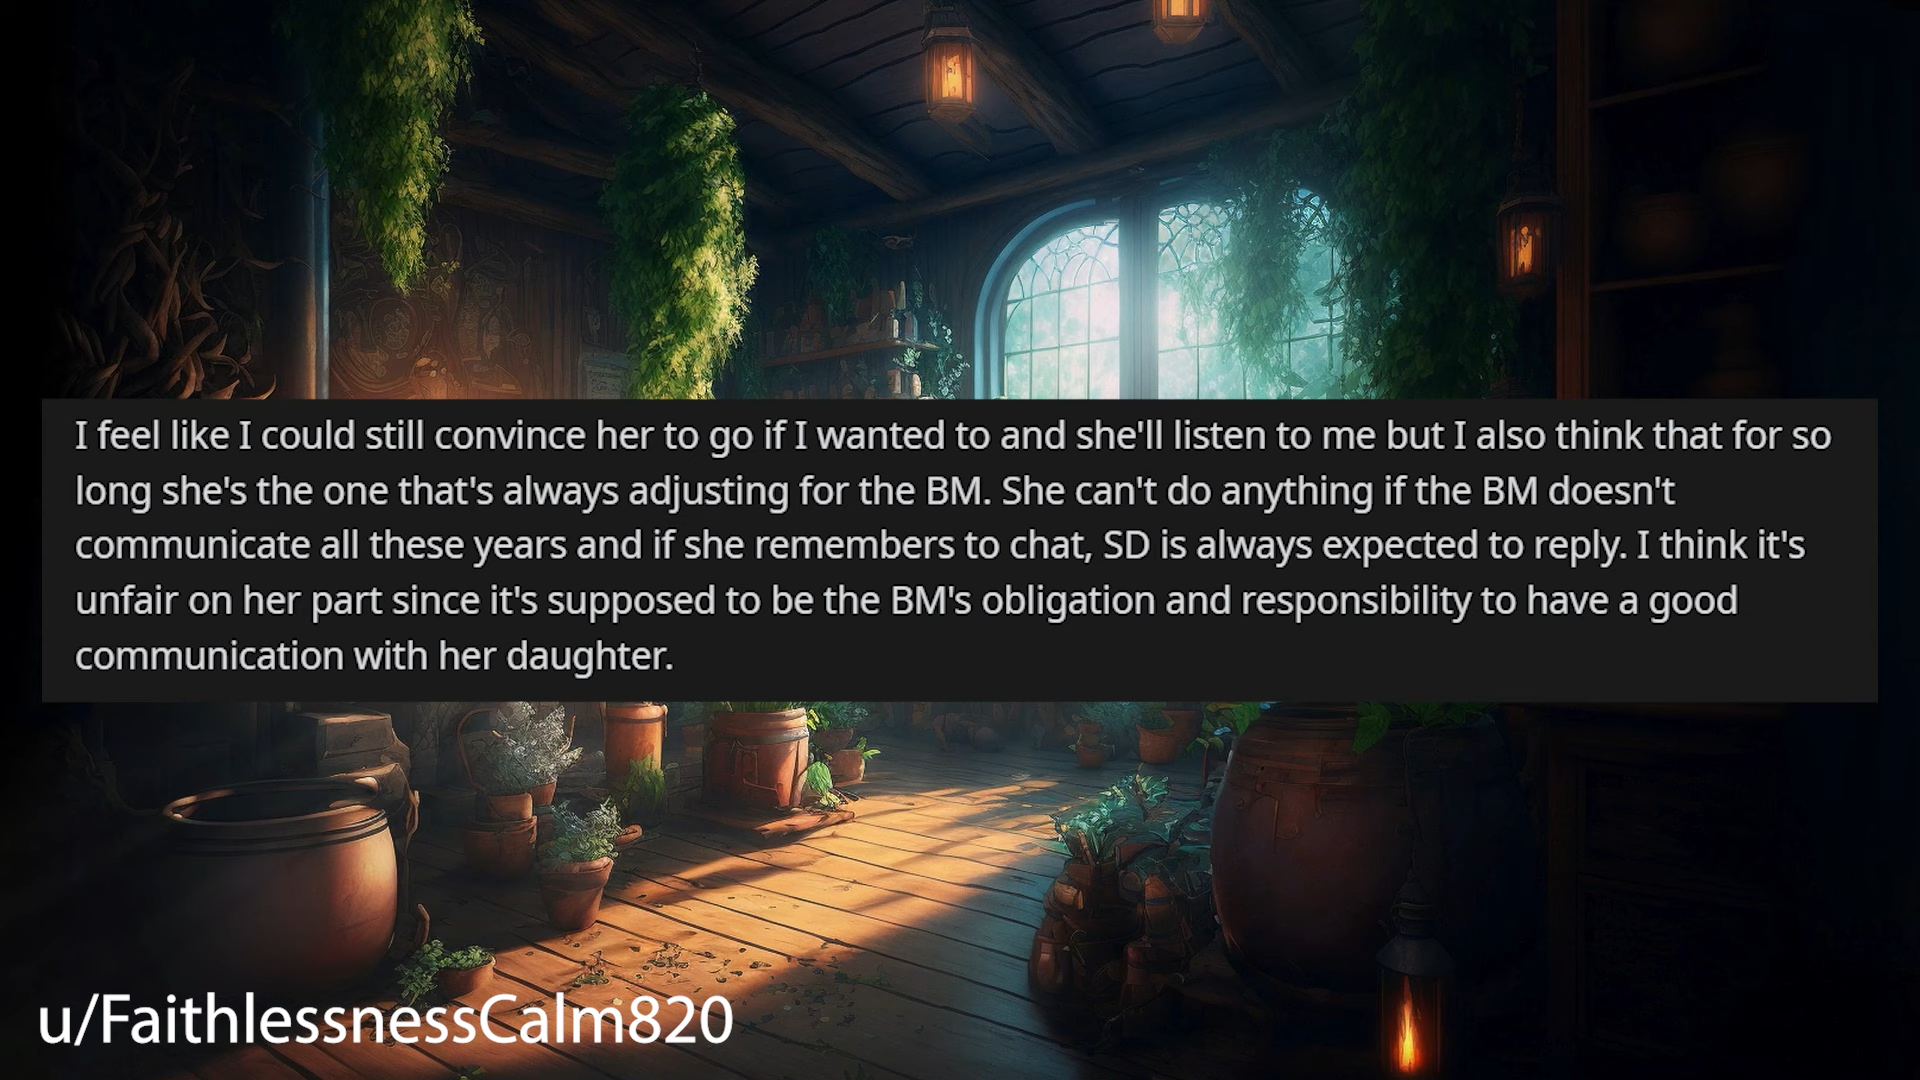 I feel like I could still convince her to go if I wanted to and she'll listen to me but I also think that for so
long she's the one that's always adjusting for the BM. She can't do anything if the BM doesn't
communicate all these years and if she remembers to chat, SD is always expected to reply. I think it's
unfair on her part since it's supposed to be the BM's obligation and responsibility to have a good
communication with her daughter.
u/FaithlessnessCalm820